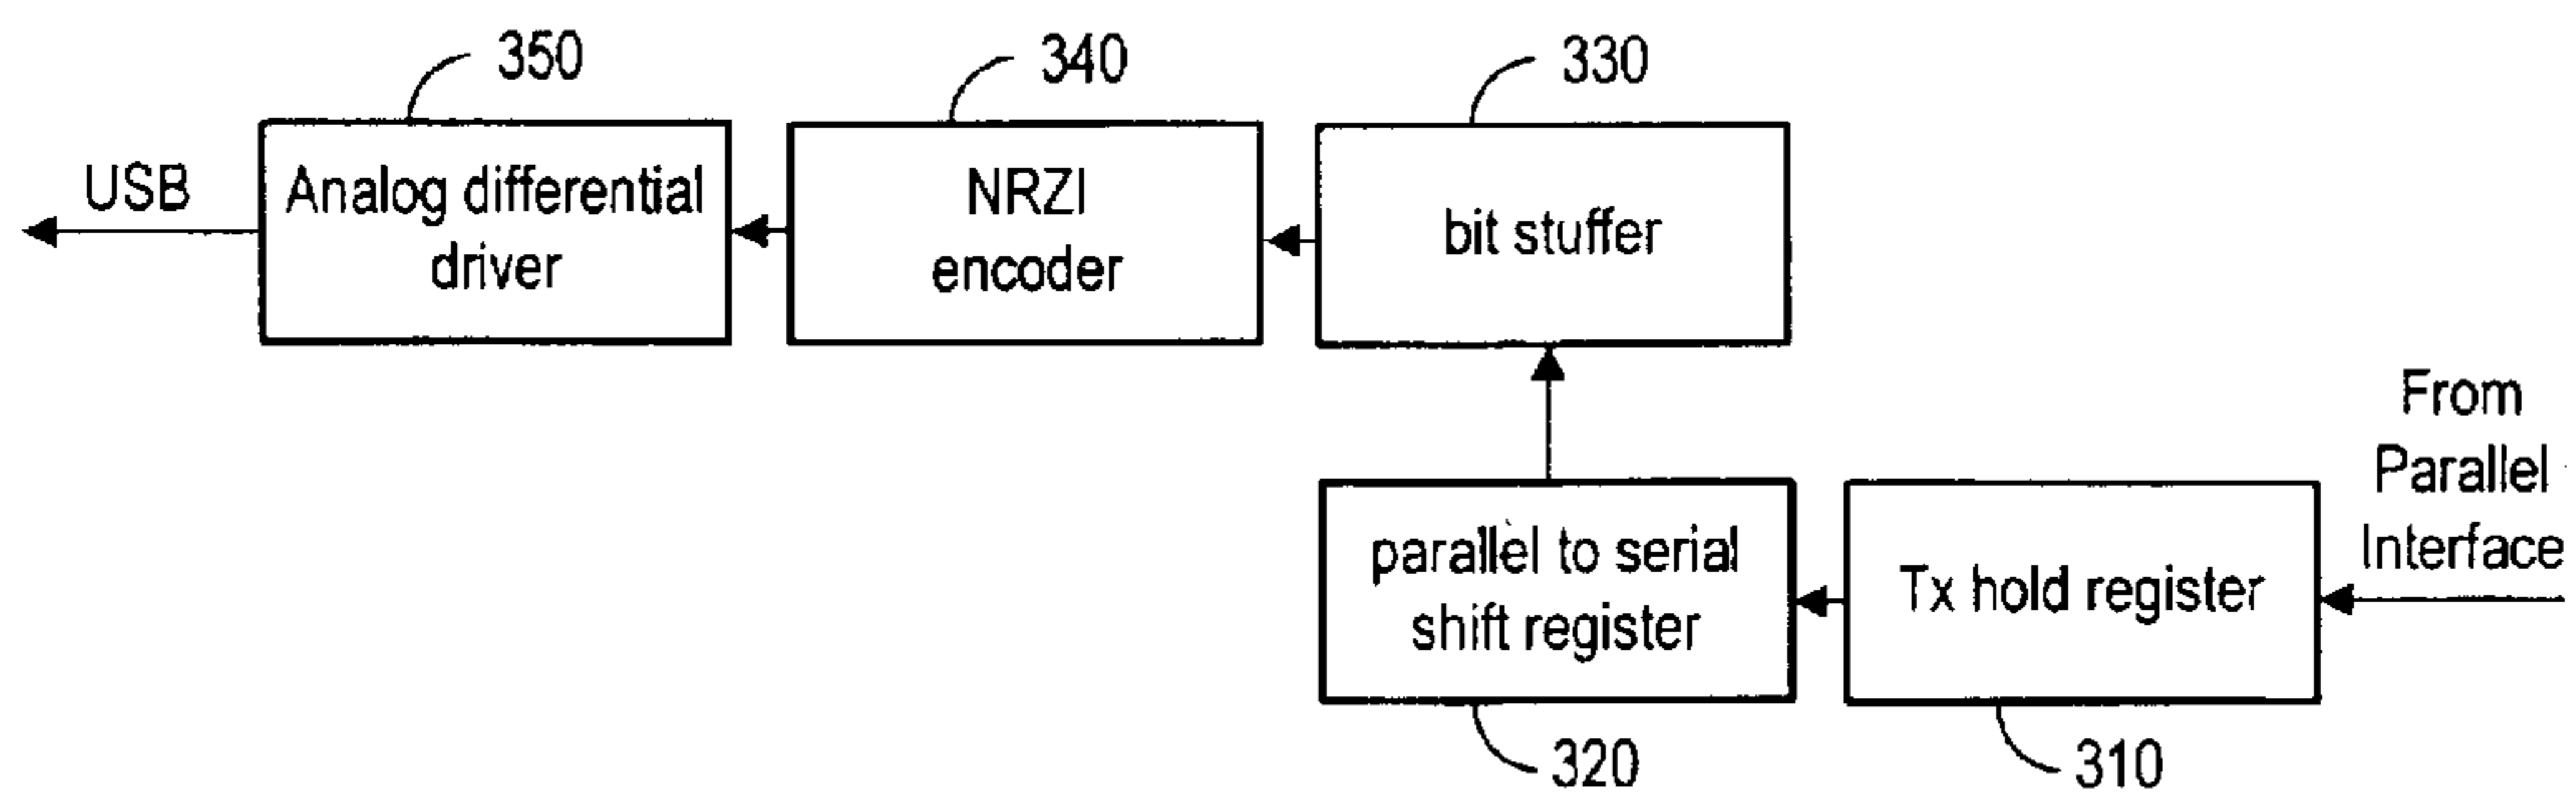 350
340
330
USB
Analog differential
driver
NRZI
encoder
bit stuffer
From
Parallel
Interface
parallel to serial
shift register
Tx hold register
320
310